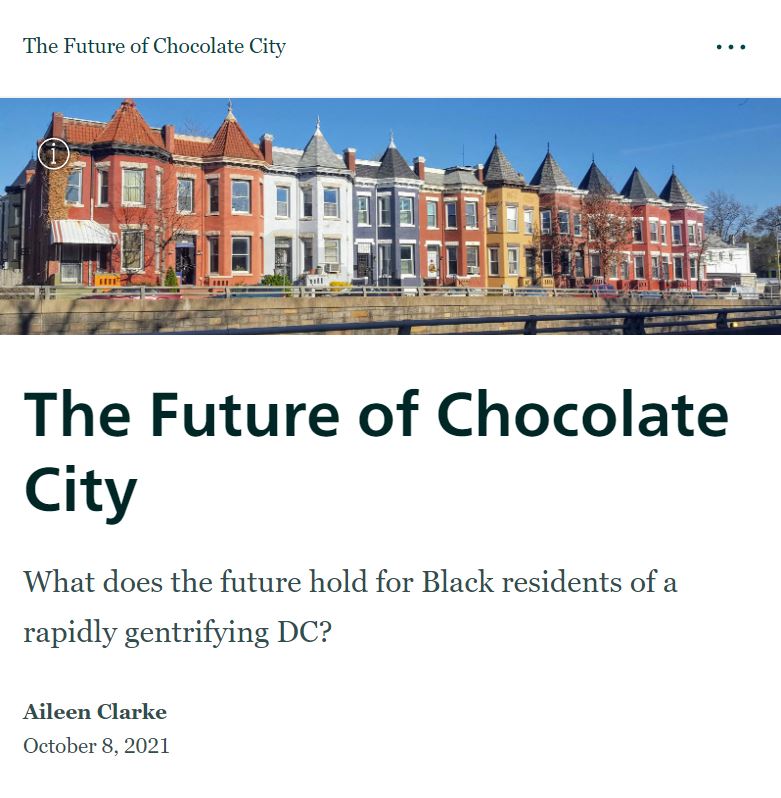 The Future of Chocolate City
The Future of Chocolate
City
What does the future hold for Black residents of a
rapidly gentrifying DC?
Aileen Clarke
October 8, 2021